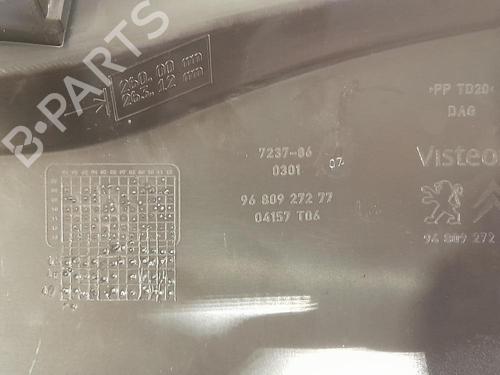 260.00 mm
263.12 mm
B-PARTS
>PP TD20<
DAG
7237-86
0301
07
Visteo
96 809 272 77
04157 T06
96 809 272